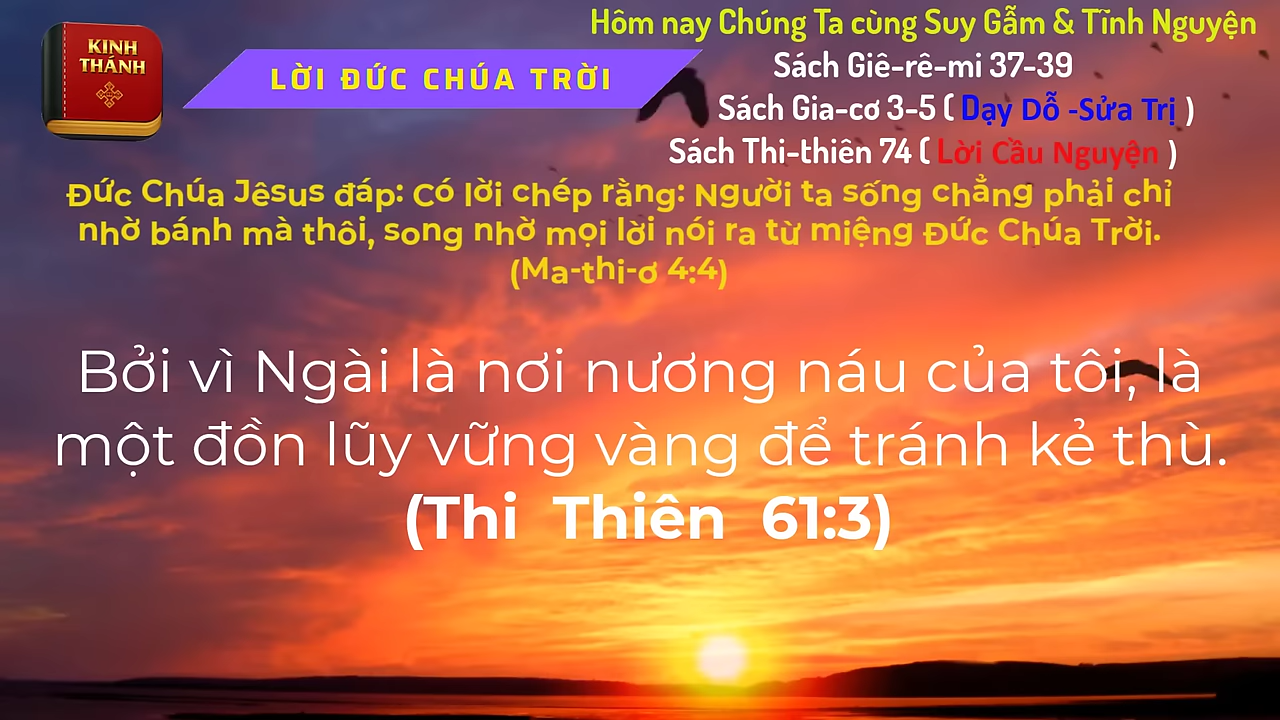 KINH
THÁNH
LỜI ĐỨC CHÚA TRỜI
Hôm nay Chúng Ta cùng Suy Gẫm & Tĩnh Nguyện
Sách Giê-rê-mi 37-39
Sách Gia-cơ 3-5 ( Dạy Dỗ -Sửa Trị )
Sách Thi-thiên 74 ( Lời Cầu Nguyện )
Đức Chúa Jêsus đáp: Có lời chép rằng: Người ta sống chẳng phải chỉ
nhờ bánh mà thôi, song nhờ mọi lời nói ra từ miệng Đức Chúa Trời.
(Ma-thi-ơ 4:4)
Bởi vì Ngài là nơi nương náu của tôi, là
một đồn lũy vững vàng để tránh kẻ thù.
(Thi Thiên 61:3)